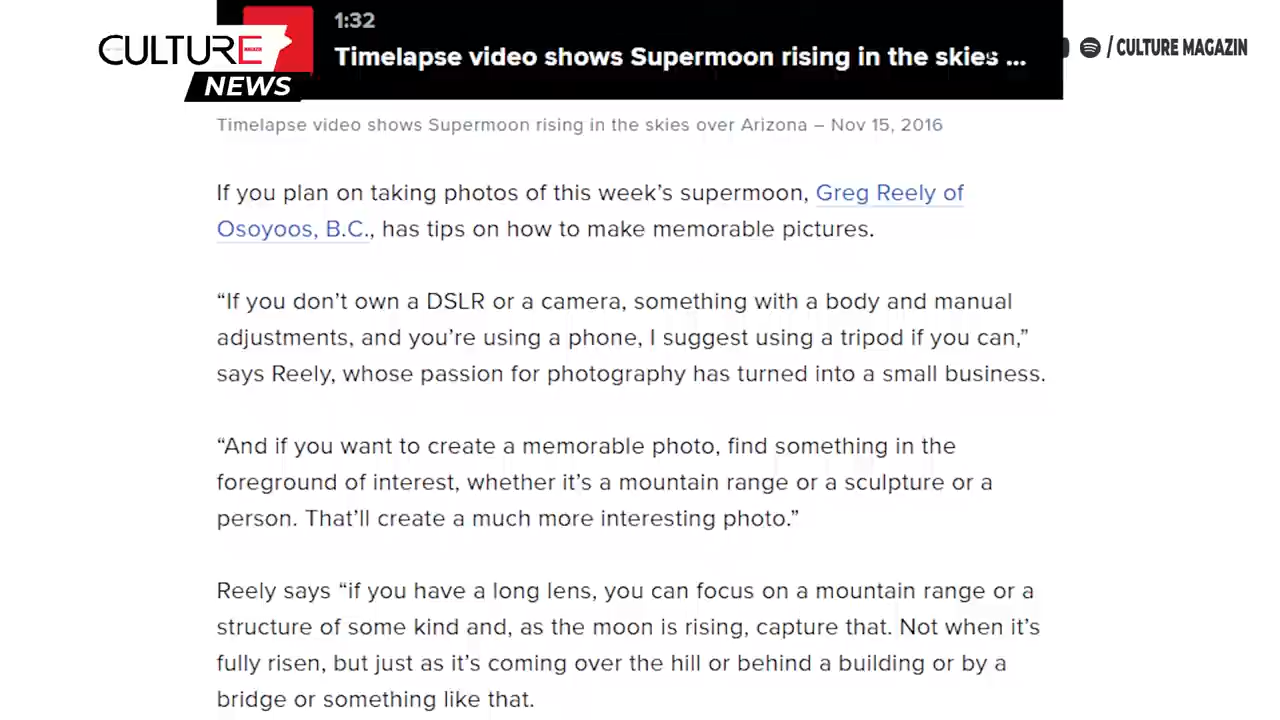 CULTURE
NEWS
1:32
Timelapse video shows Supermoon rising in the skies ...
/ CULTURE MAGAZIN
Timelapse video shows Supermoon rising in the skies over Arizona – Nov 15, 2016
If you plan on taking photos of this week’s supermoon, Greg Reely of
Osoyoos, B.C., has tips on how to make memorable pictures.
“If you don’t own a DSLR or a camera, something with a body and manual
adjustments, and you’re using a phone, I suggest using a tripod if you can,”
says Reely, whose passion for photography has turned into a small business.
“And if you want to create a memorable photo, find something in the
foreground of interest, whether it’s a mountain range or a sculpture or a
person. That’ll create a much more interesting photo.”
Reely says “if you have a long lens, you can focus on a mountain range or a
structure of some kind and, as the moon is rising, capture that. Not when it’s
fully risen, but just as it’s coming over the hill or behind a building or by a
bridge or something like that.